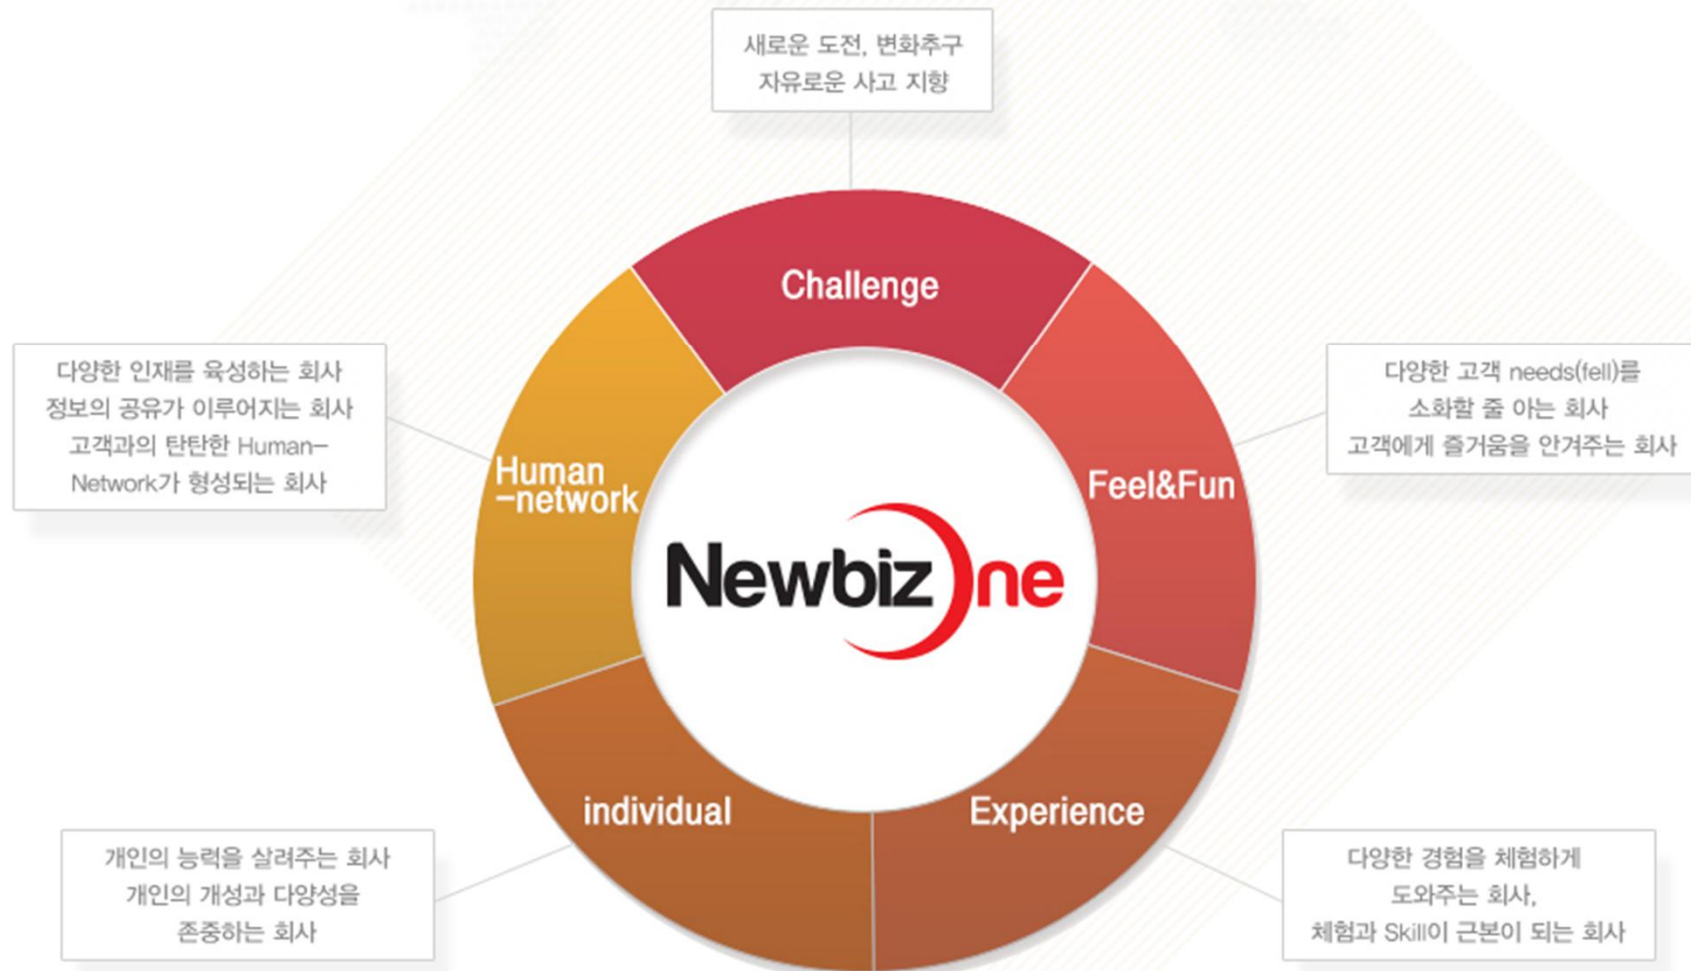 새로운 도전, 변화추구
자유로운 사고 지향
Challenge
다양한 인재를 육성하는 회사
정보의 공유가 이루어지는 회사
고객과의 탄탄한 Human-
Network가 형성되는 회사
Human
-network
다양한 고객 needs(fell)를
소화할 줄 아는 회사
고객에게 즐거움을 안겨주는 회사
Feel&Fun
NewbizOne
individual
Experience
개인의 능력을 살려주는 회사
개인의 개성과 다양성을
존중하는 회사
다양한 경험을 체험하게
도와주는 회사,
체험과 Skill이 근본이 되는 회사